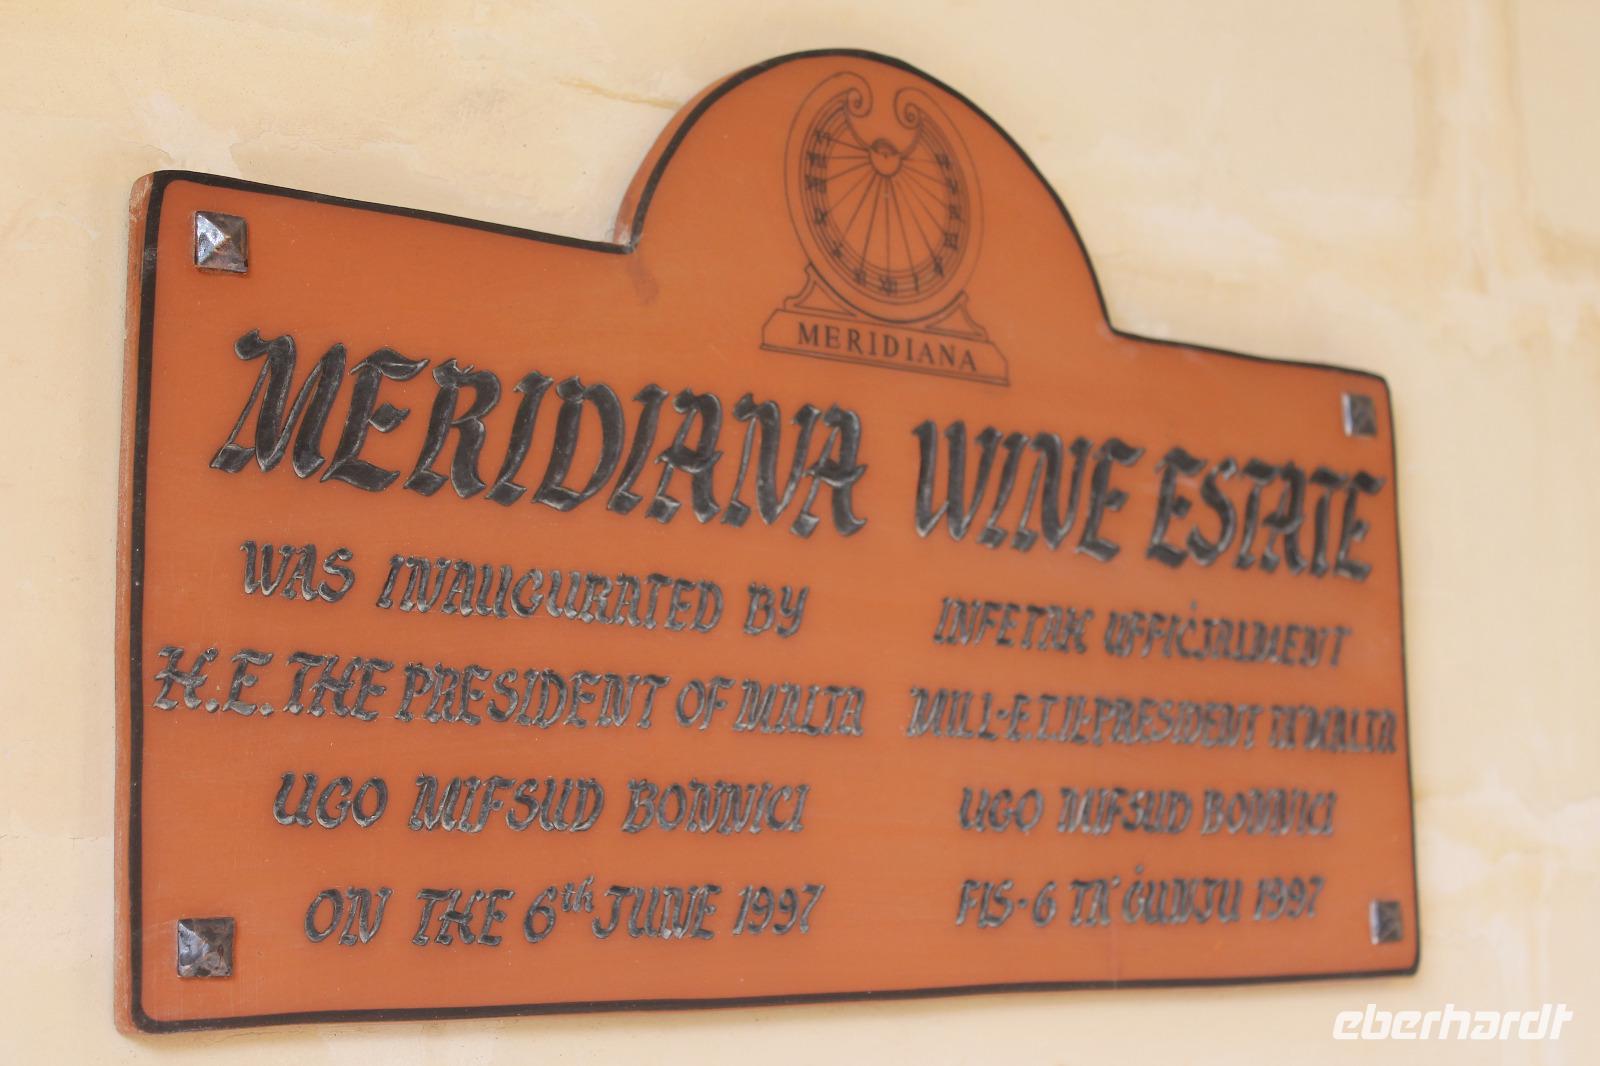 MERIDIANA
MERIDIANA WINE ESTATE
WAS INAUGURATED BY
H.E. THE PRESIDENT OF MALTA
UGO MIFSUD BONNICI
ON THE 6th JUNE 1997
INFETAĦ UFFIĊJALMENT
MILL-E.T. IL-PRESIDENT TA' MALTA
UGO MIFSUD BONNICI
FIS-6 TA' ĠUNJU 1997
eberhardt